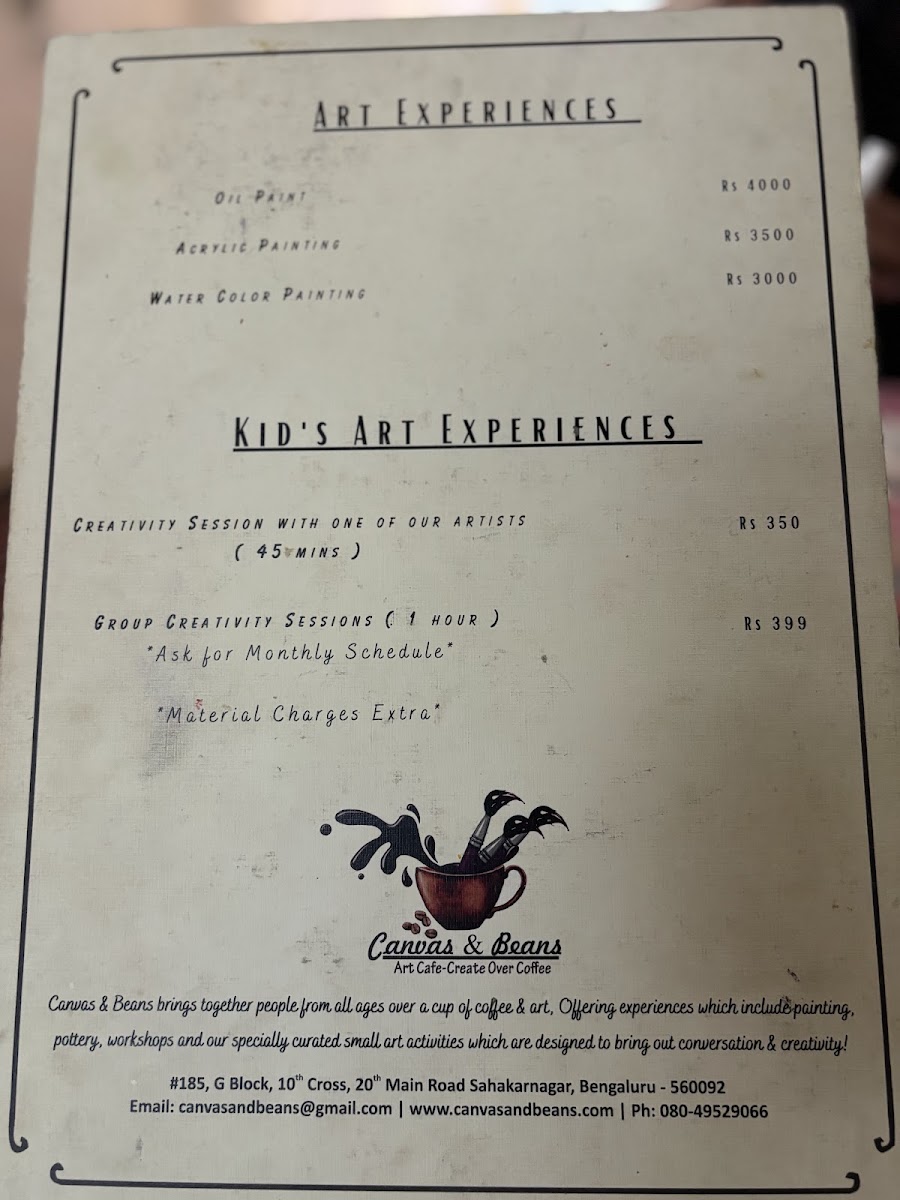 ART EXPERIENCES
OIL PAINT Rs 4000
ACRYLIC PAINTING Rs 3500
WATER COLOR PAINTING Rs 3000
KID'S ART EXPERIENCES
CREATIVITY SESSION WITH ONE OF OUR ARTISTS Rs 350
( 45 MINS )
GROUP CREATIVITY SESSIONS ( 1 HOUR ) Rs 399
*Ask for Monthly Schedule*
*Material Charges Extra*
Canvas & Beans
Art Cafe-Create Over Coffee
Canvas & Beans brings together people from all ages over a cup of coffee & art, Offering experiences which include painting,
pottery, workshops and our specially curated small art activities which are designed to bring out conversation & creativity!
#185, G Block, 10th Cross, 20th Main Road Sahakarnagar, Bengaluru - 560092
Email: canvasandbeans@gmail.com | www.canvasandbeans.com | Ph: 080-49529066